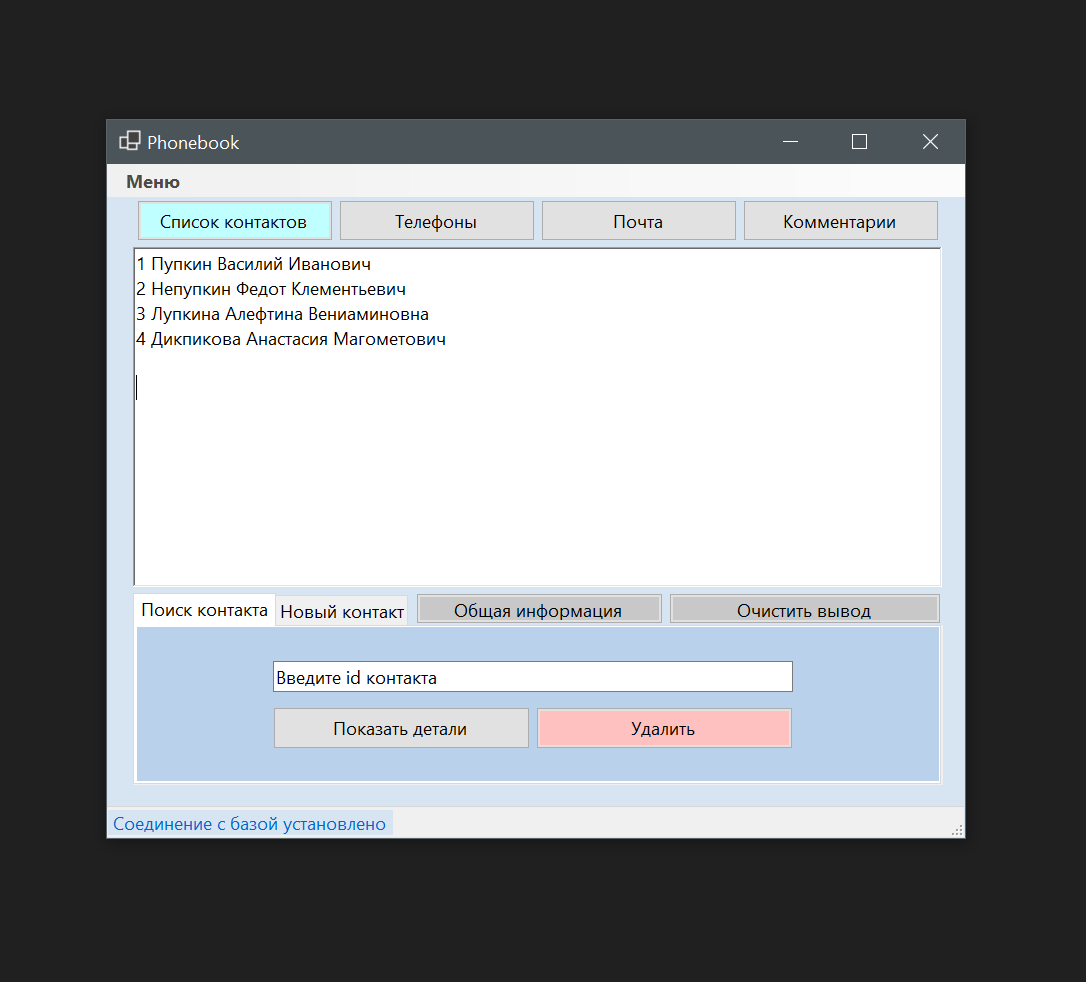 Phonebook
Меню
Список контактов Телефоны Почта Комментарии
1 Пупкин Василий Иванович
2 Непупкин Федот Клементьевич
3 Лупкина Алефтина Вениаминовна
4 Дикпикова Анастасия Магометович
Поиск контакта Новый контакт Общая информация Очистить вывод
Введите id контакта
Показать детали Удалить
Соединение с базой установлено